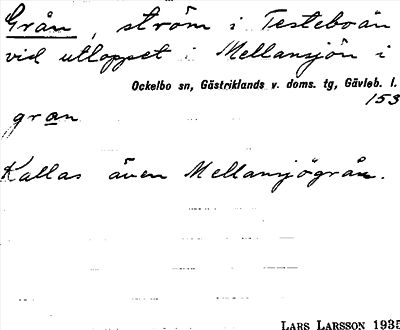 Grån, ström i Testeboån
vid utloppet i Mellansjön i
Ockelbo sn, Gästriklands v. doms. tg, Gävleb. l.
153
gran
Kallas även Mellansjögrån.
LARS LARSSON 1935